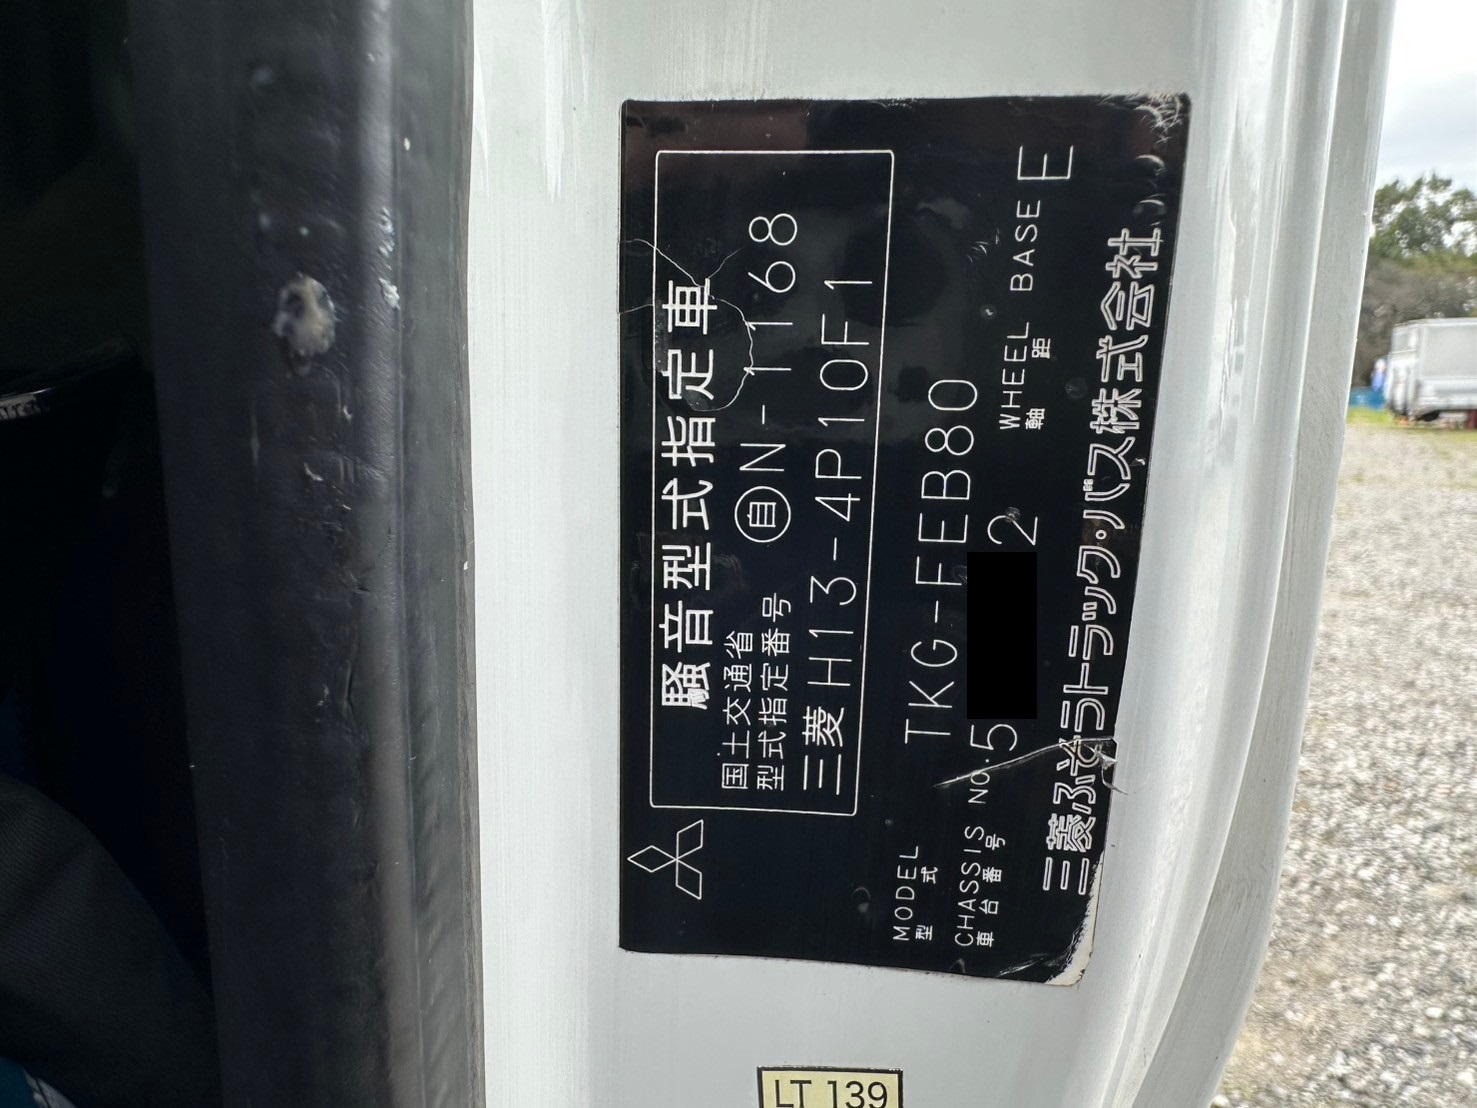 騒音型式指定車
国土交通省
型式指定番号
自N-1168
三菱H13-4P10F1
MODEL
型式
TKG-FEB80
CHASSIS NO.
車台番号
5
2
WHEEL BASE
軸距
E
三菱ふそうトラック・バス株式会社
LT 139